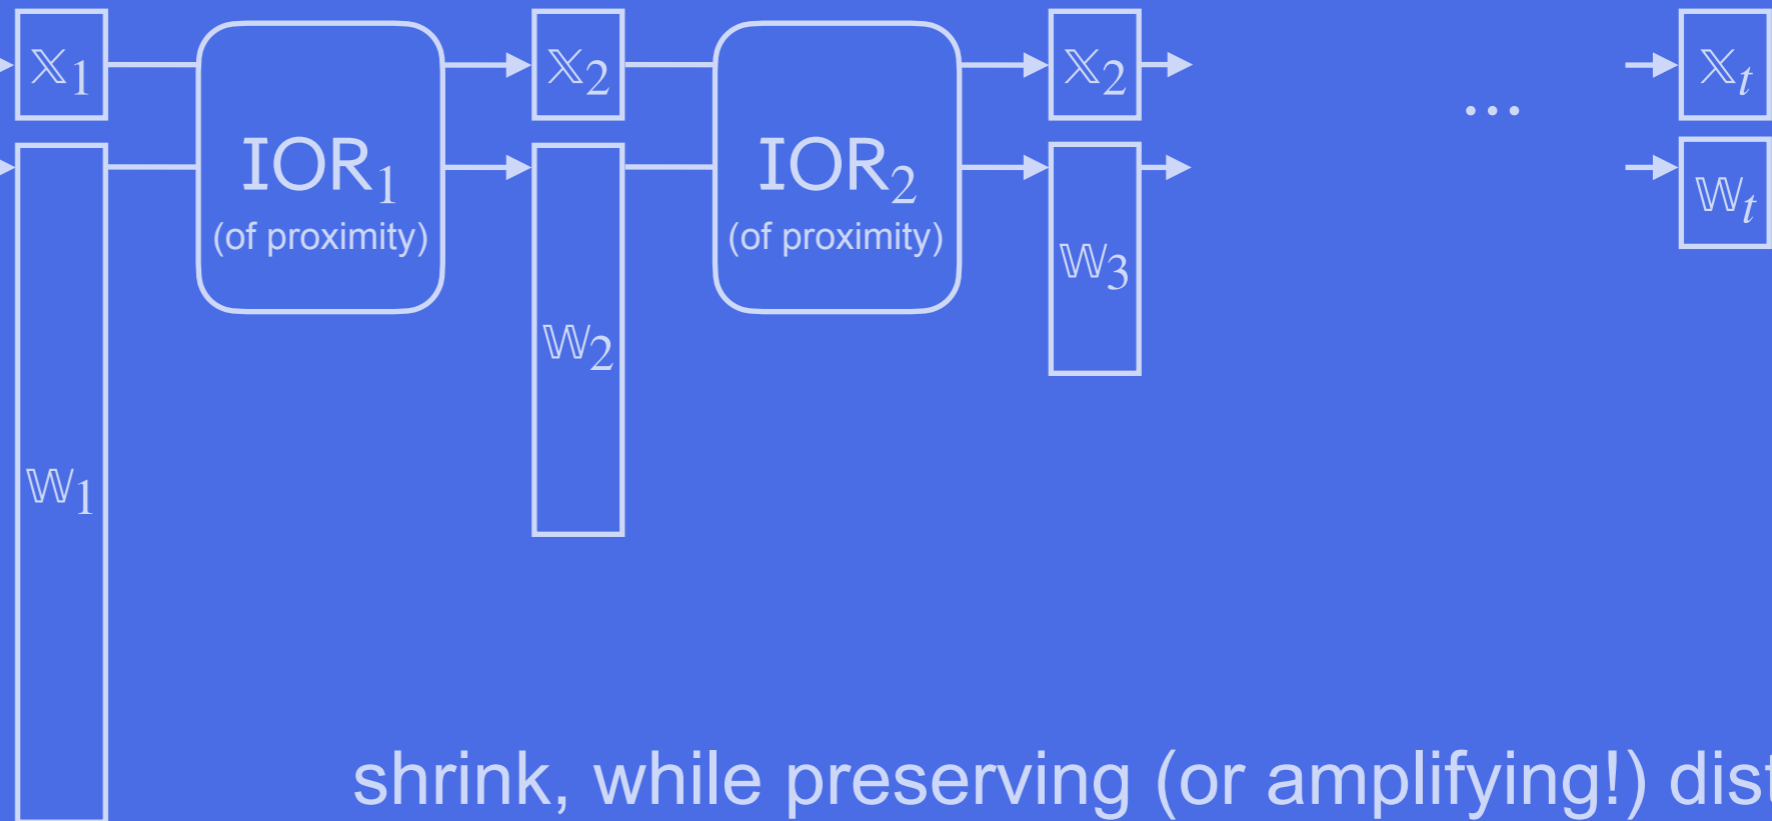 𝕏1 𝕏2 𝕏2 ... 𝕏t
IOR1 IOR2
(of proximity) (of proximity)
𝕎t
𝕎3
𝕎2
𝕎1
shrink, while preserving (or amplifying!)